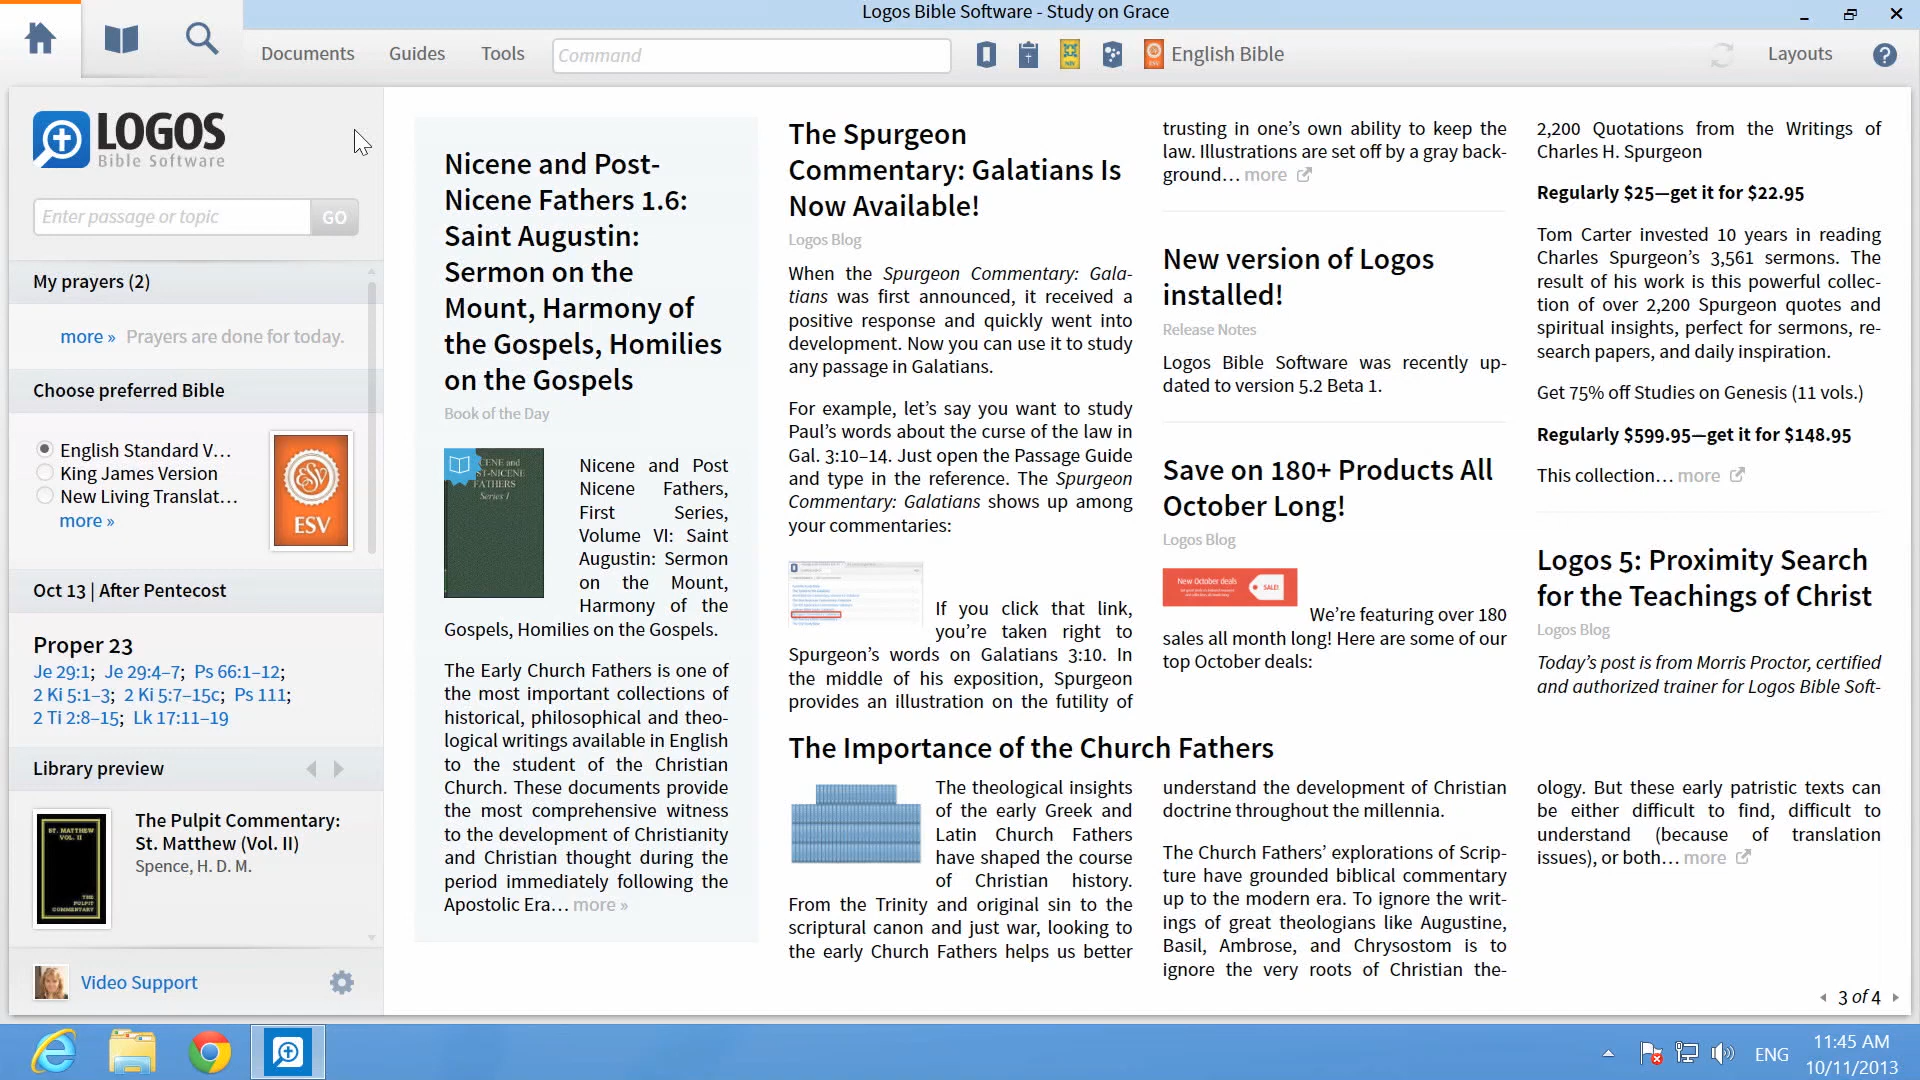 Logos Bible Software - Study on Grace
Documents
Guides
Tools
Command
English Bible
Layouts
LOGOS
Bible Software
Enter passage or topic
GO
My prayers (2)
more » Prayers are done for today.
Choose preferred Bible
English Standard V...
King James Version
New Living Translat...
more »
ESV
Oct 13 | After Pentecost
Proper 23
Je 29:1; Je 29:4–7; Ps 66:1–12;
2 Ki 5:1–3; 2 Ki 5:7–15c; Ps 111;
2 Ti 2:8–15; Lk 17:11–19
Library preview
ST. MATTHEW
VOL. II
THE
PULPIT
COMMENTARY
The Pulpit Commentary:
St. Matthew (Vol. II)
Spence, H. D. M.
Video Support
Nicene and Post-
Nicene Fathers 1.6:
Saint Augustin:
Sermon on the
Mount, Harmony of
the Gospels, Homilies
on the Gospels
Book of the Day
CENE and
ST-NICENE
FATHERS
Series I
Nicene and Post
Nicene Fathers,
First Series,
Volume VI: Saint
Augustin: Sermon
on the Mount,
Harmony of the
Gospels, Homilies on the Gospels.
The Early Church Fathers is one of
the most important collections of
historical, philosophical and theo-
logical writings available in English
to the student of the Christian
Church. These documents provide
the most comprehensive witness
to the development of Christianity
and Christian thought during the
period immediately following the
Apostolic Era... more »
The Spurgeon
Commentary: Galatians Is
Now Available!
Logos Blog
When the Spurgeon Commentary: Gala-
tians was first announced, it received a
positive response and quickly went into
development. Now you can use it to study
any passage in Galatians.
For example, let’s say you want to study
Paul’s words about the curse of the law in
Gal. 3:10–14. Just open the Passage Guide
and type in the reference. The Spurgeon
Commentary: Galatians shows up among
your commentaries:
If you click that link,
you’re taken right to
Spurgeon’s words on Galatians 3:10. In
the middle of his exposition, Spurgeon
provides an illustration on the futility of
trusting in one’s own ability to keep the
law. Illustrations are set off by a gray back-
ground... more
New version of Logos
installed!
Release Notes
Logos Bible Software was recently up-
dated to version 5.2 Beta 1.
Save on 180+ Products All
October Long!
Logos Blog
New October deals
SALE!
We’re featuring over 180
sales all month long! Here are some of our
top October deals:
2,200 Quotations from the Writings of
Charles H. Spurgeon
Regularly $25—get it for $22.95
Tom Carter invested 10 years in reading
Charles Spurgeon’s 3,561 sermons. The
result of his work is this powerful collec-
tion of over 2,200 Spurgeon quotes and
spiritual insights, perfect for sermons, re-
search papers, and daily inspiration.
Get 75% off Studies on Genesis (11 vols.)
Regularly $599.95—get it for $148.95
This collection... more
Logos 5: Proximity Search
for the Teachings of Christ
Logos Blog
Today’s post is from Morris Proctor, certified
and authorized trainer for Logos Bible Soft-
The Importance of the Church Fathers
The theological insights
of the early Greek and
Latin Church Fathers
have shaped the course
of Christian history.
From the Trinity and original sin to the
scriptural canon and just war, looking to
the early Church Fathers helps us better
understand the development of Christian
doctrine throughout the millennia.
The Church Fathers’ explorations of Scrip-
ture have grounded biblical commentary
up to the modern era. To ignore the writ-
ings of great theologians like Augustine,
Basil, Ambrose, and Chrysostom is to
ignore the very roots of Christian the-
ology. But these early patristic texts can
be either difficult to find, difficult to
understand (because of translation
issues), or both... more
3 of 4
ENG
11:45 AM
10/11/2013